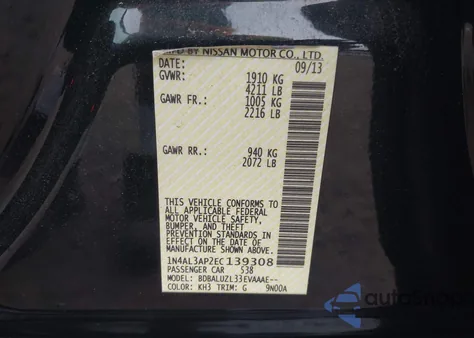 MFD BY NISSAN MOTOR CO., LTD.
DATE: 09/13
GVWR: 1910 KG
4211 LB
GAWR FR.: 1005 KG
2216 LB
GAWR RR.: 940 KG
2072 LB
THIS VEHICLE CONFORMS TO
ALL APPLICABLE FEDERAL
MOTOR VEHICLE SAFETY,
BUMPER, AND THEFT
PREVENTION STANDARDS IN
EFFECT ON THE DATE OF
MANUFACTURE SHOWN ABOVE.
1N4AL3AP2EC139308
PASSENGER CAR 538
MODEL: BDBALUZL33EVAAAE--
COLOR: KH3 TRIM: G 9N00A